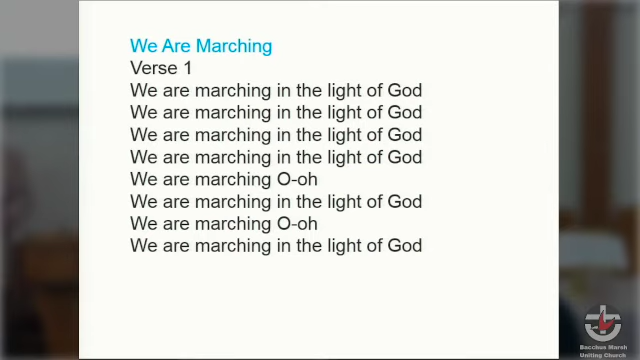 We Are Marching
Verse 1
We are marching in the light of God
We are marching in the light of God
We are marching in the light of God
We are marching in the light of God
We are marching O-oh
We are marching in the light of God
We are marching O-oh
We are marching in the light of God
Bacchus Marsh
Uniting Church